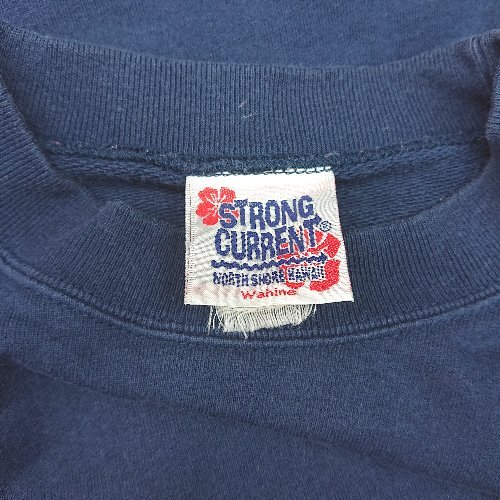 STRONG
CURRENT®
NORTH SHORE HAWAII
Wahine